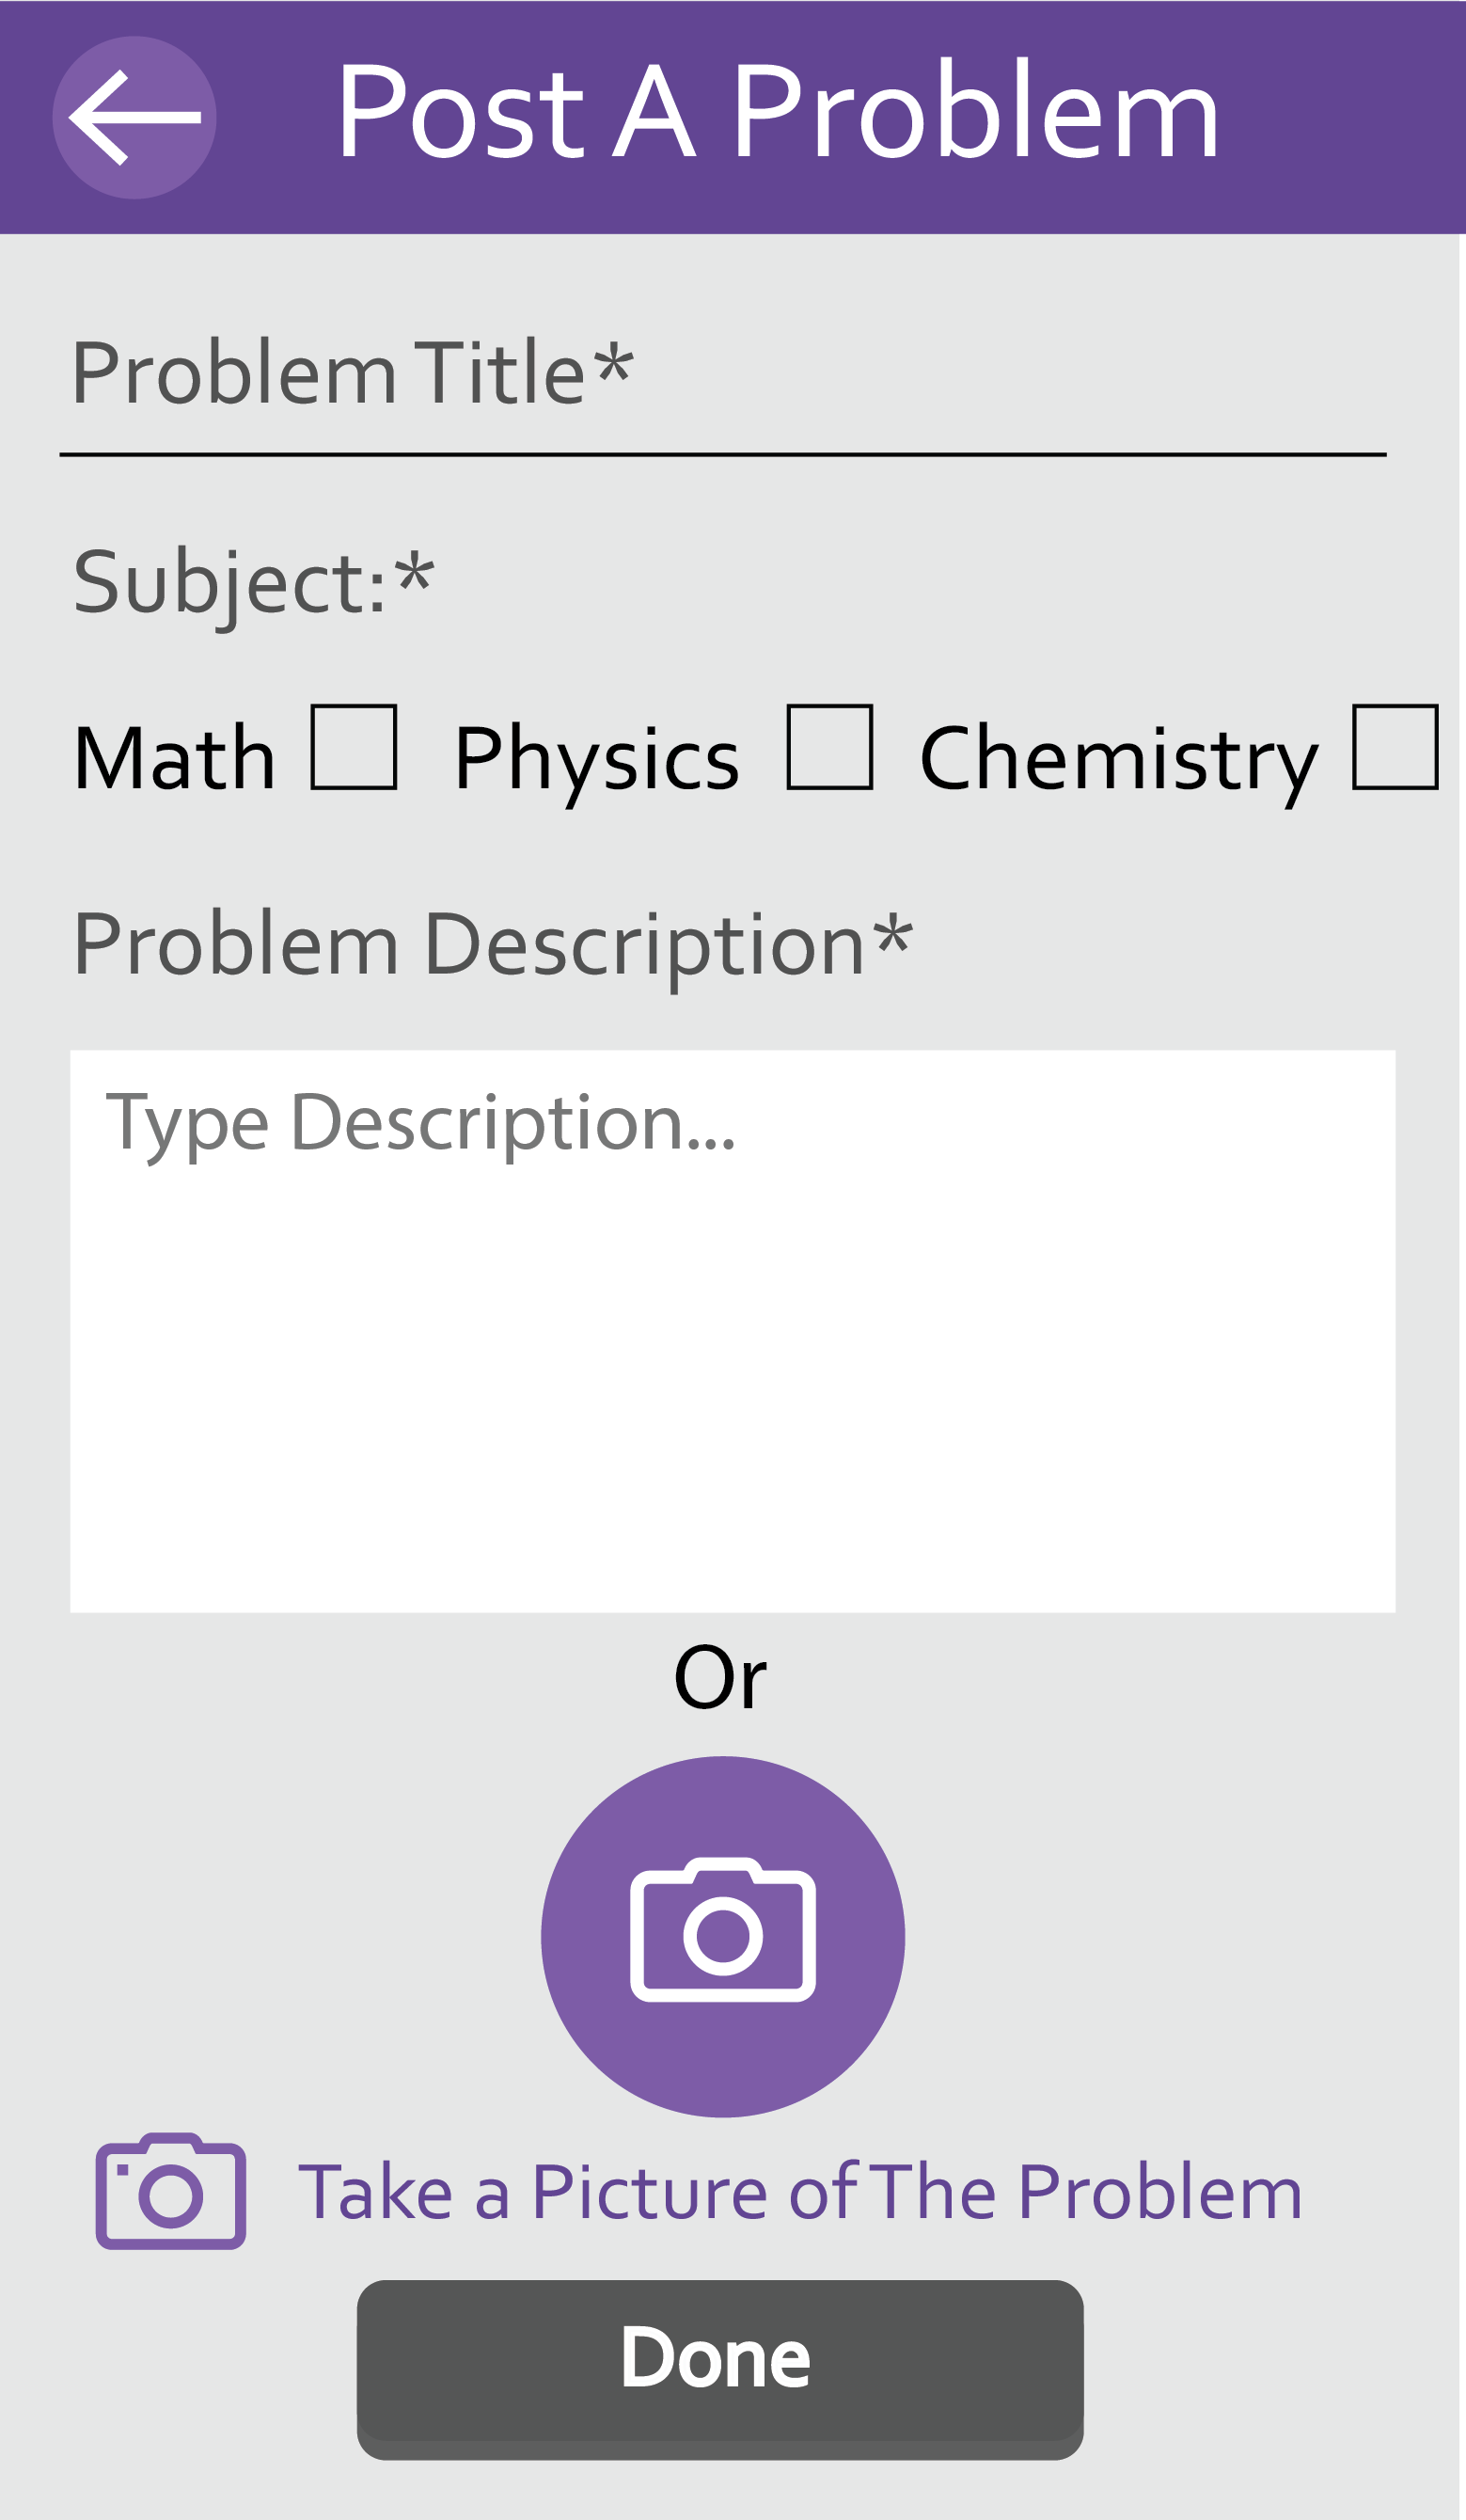 Post A Problem
Problem Title*
Subject:*
Math Physics Chemistry
Problem Description*
Type Description...
Or
Take a Picture of The Problem
Done